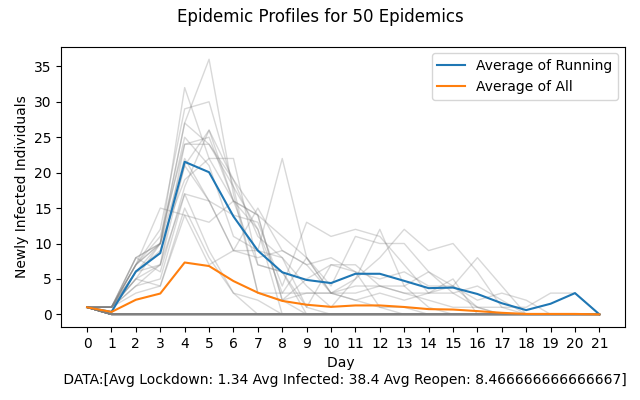 Epidemic Profiles for 50 Epidemics
Newly Infected Individuals
35
30
25
20
15
10
5
0
Average of Running
Average of All
0 1 2 3 4 5 6 7 8 9 10 11 12 13 14 15 16 17 18 19 20 21
Day
DATA:[Avg Lockdown: 1.34 Avg Infected: 38.4 Avg Reopen: 8.466666666666667]